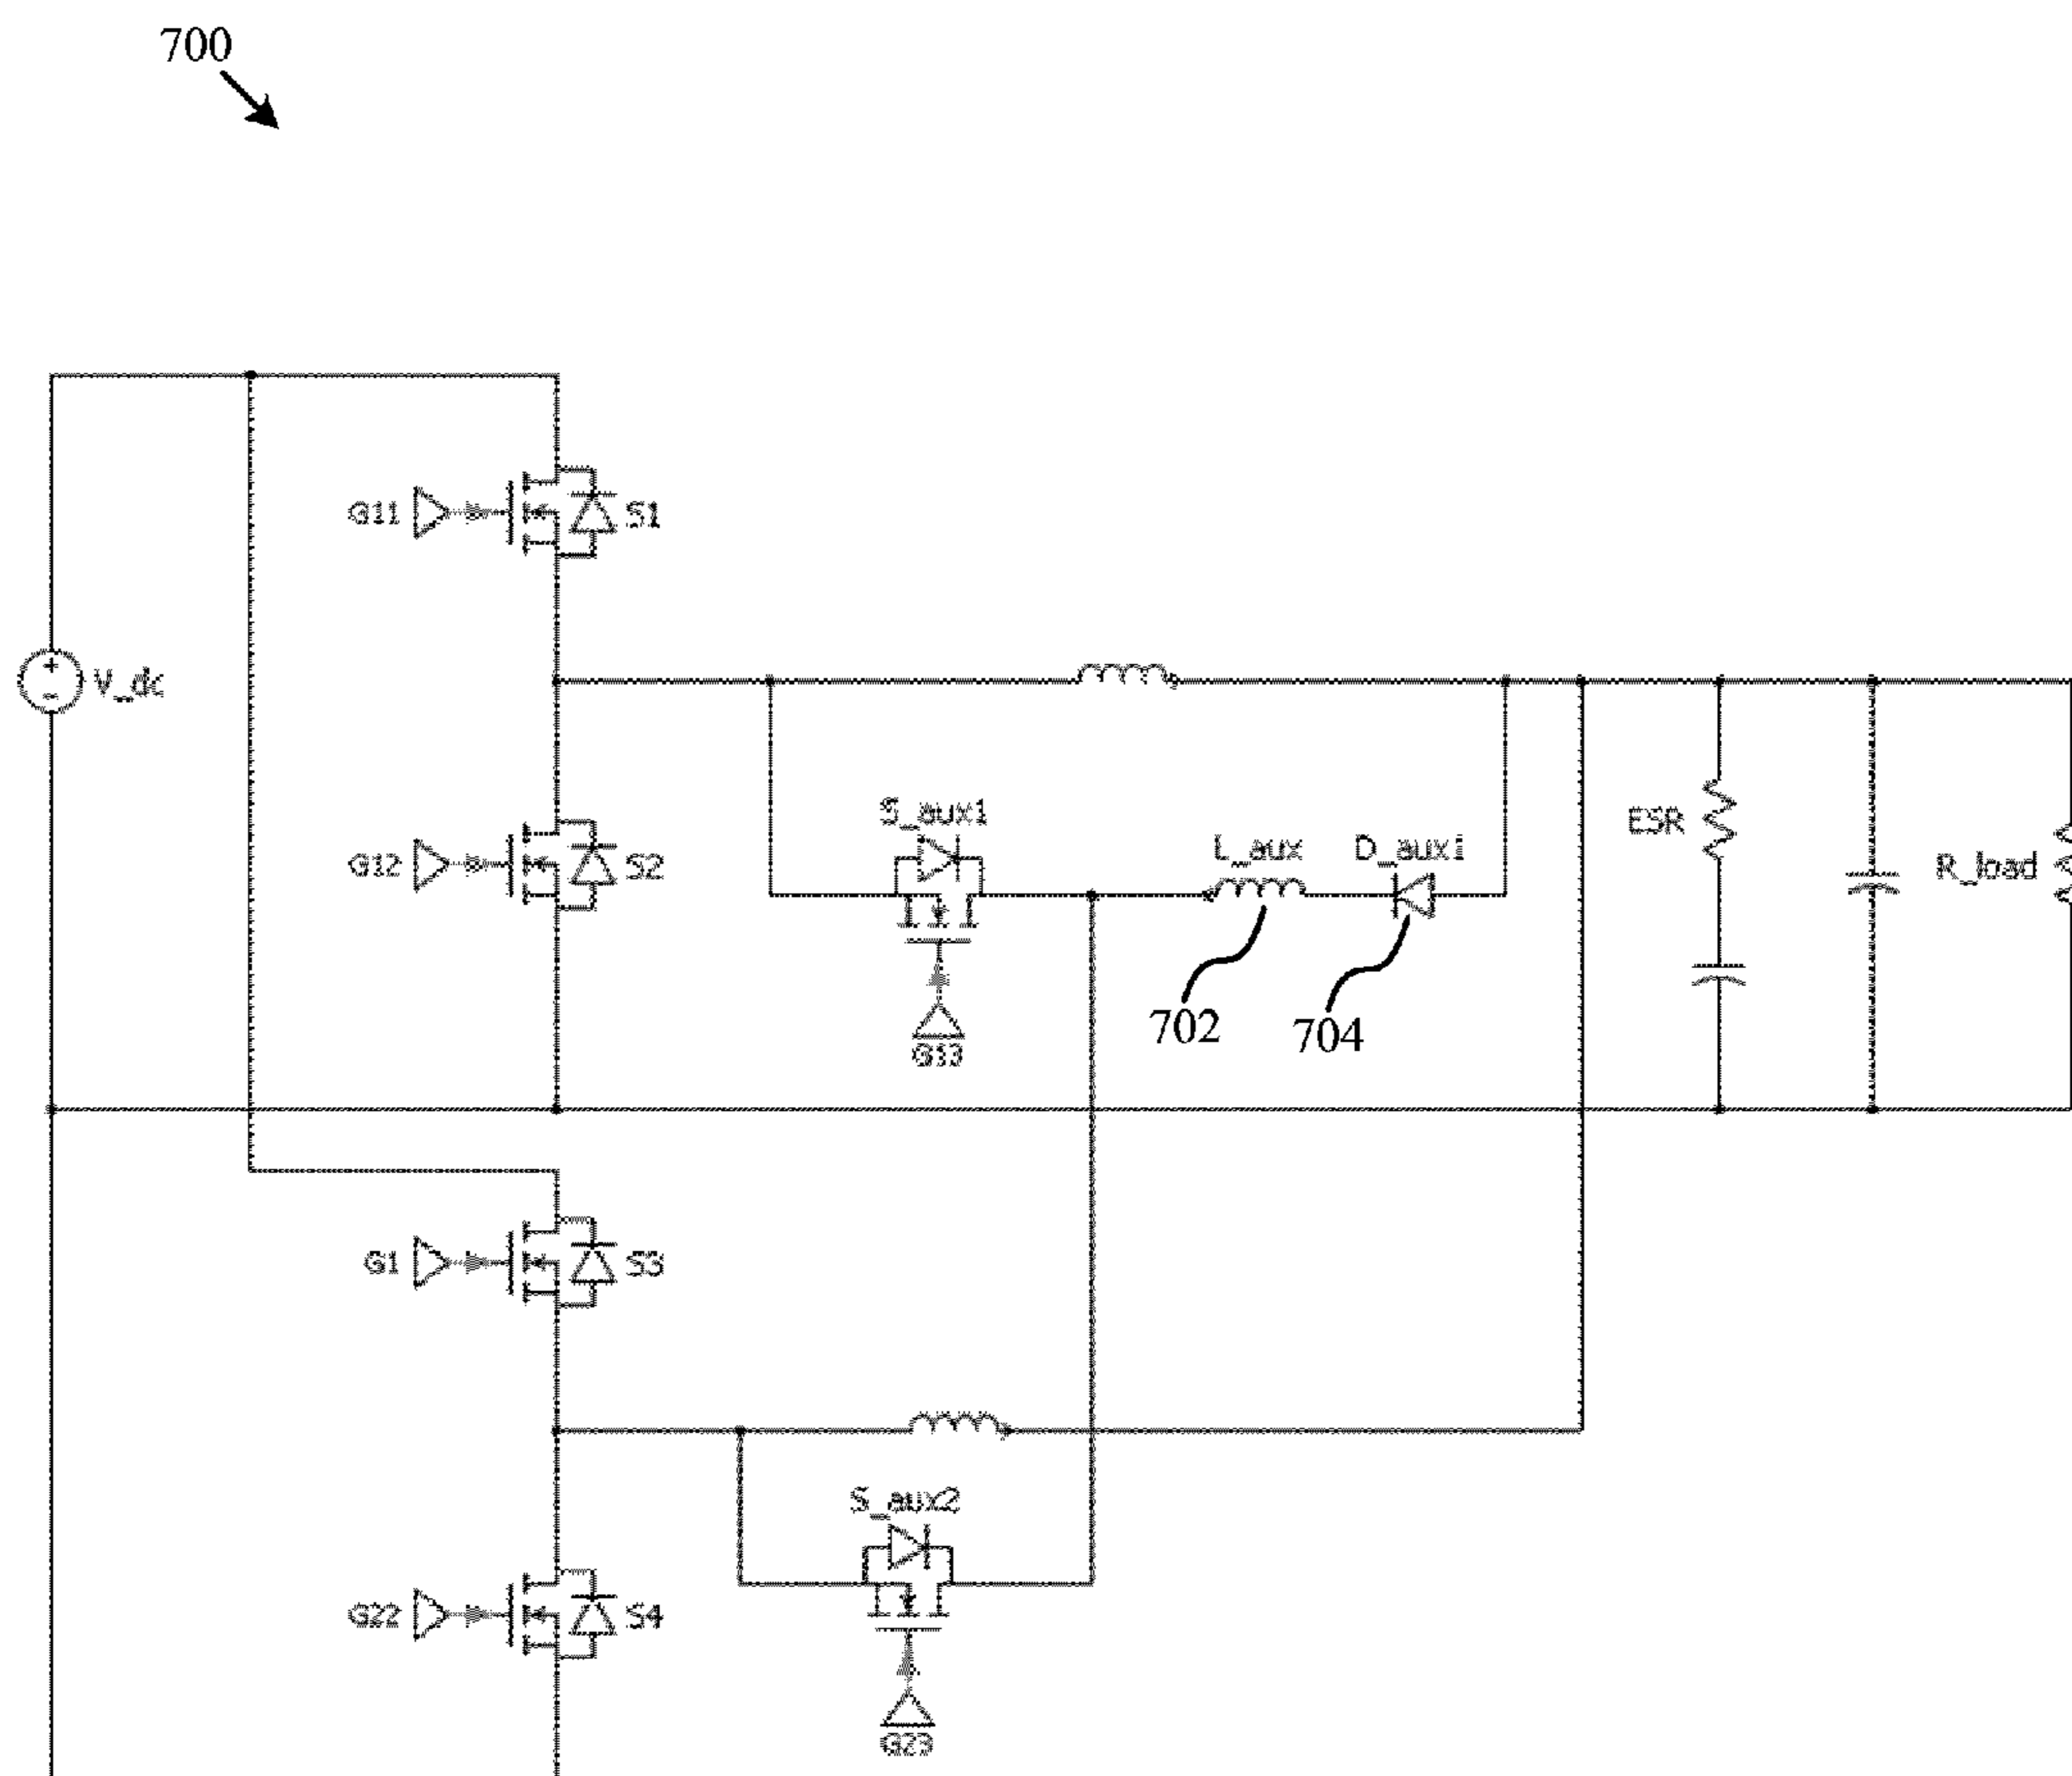 700
G11
S1
V_dc
G12
S2
S_aux1
L_aux
D_aux1
ESR
R_load
702
704
G13
G1
S3
S_aux2
G22
S4
G23